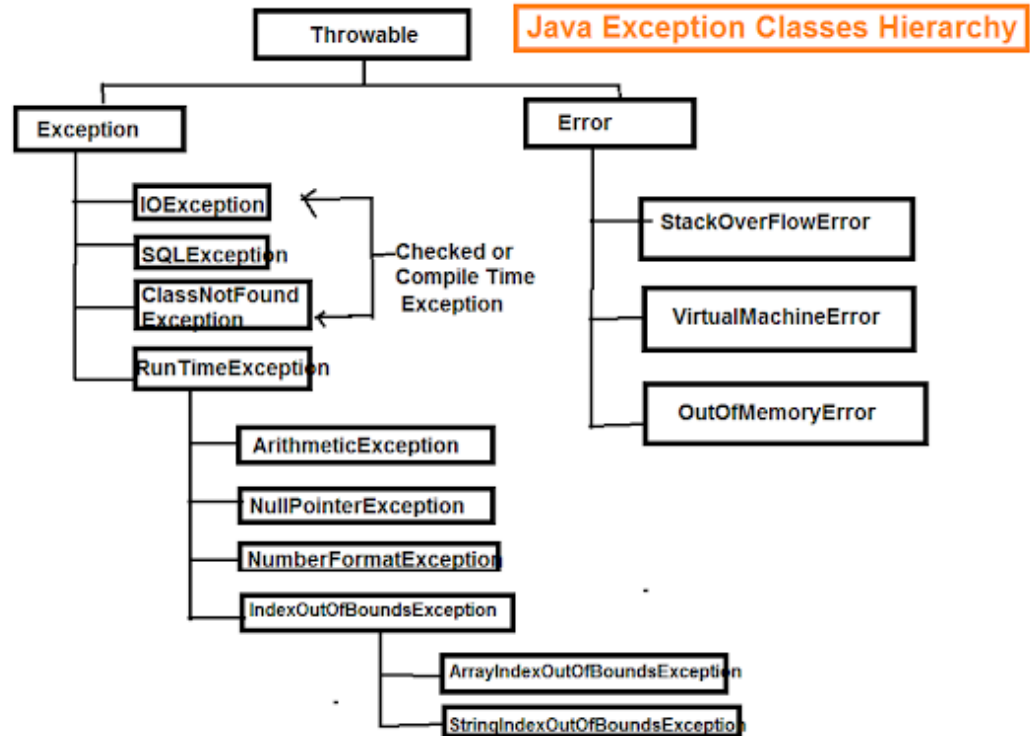 Java Exception Classes Hierarchy
Throwable
Exception
Error
IOException
SQLException
ClassNotFound
Exception
RunTimeException
Checked or
Compile Time
Exception
StackOverFlowError
VirtualMachineError
OutOfMemoryError
ArithmeticException
NullPointerException
NumberFormatException
IndexOutOfBoundsException
ArrayIndexOutOfBoundsException
StringIndexOutOfBoundsException